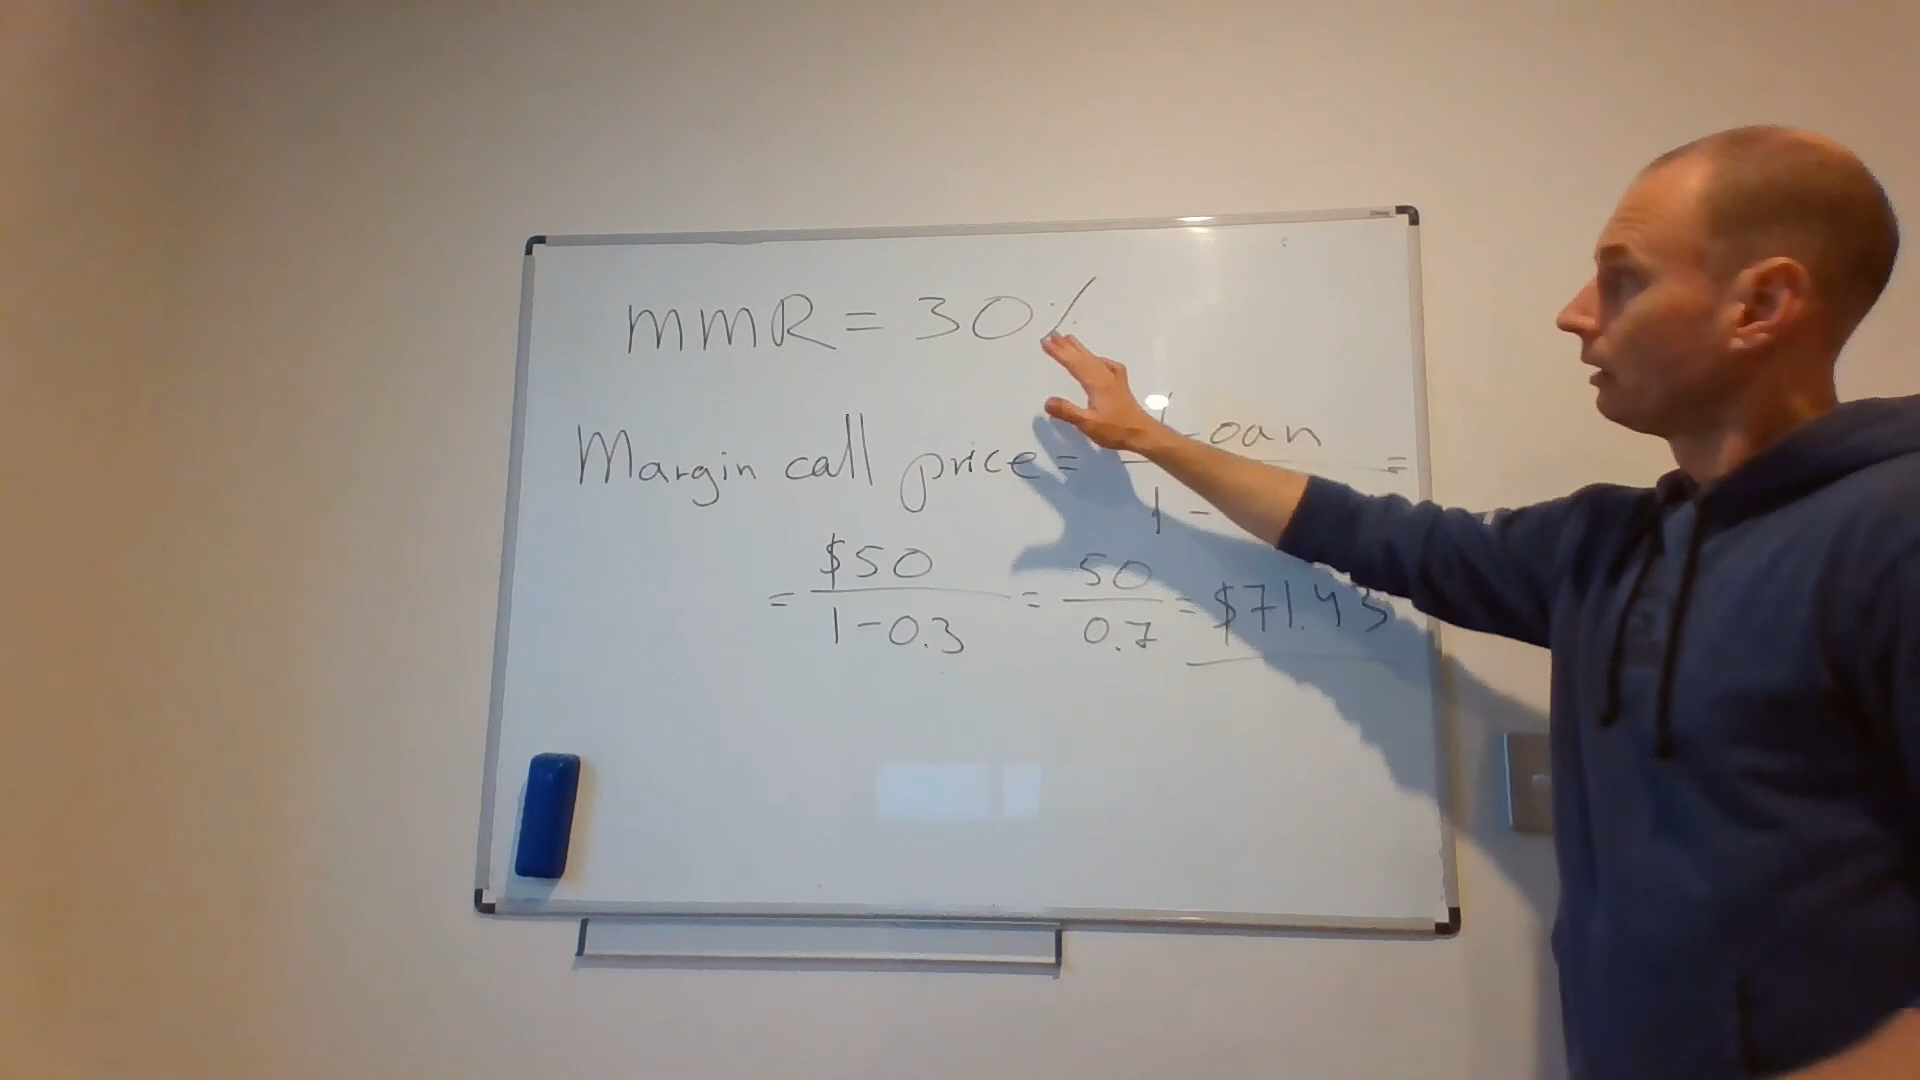 mmR = 30%
Margin call price = Loan =
1 -
= $50 = 50 = $71.43
1-0.3 0.7